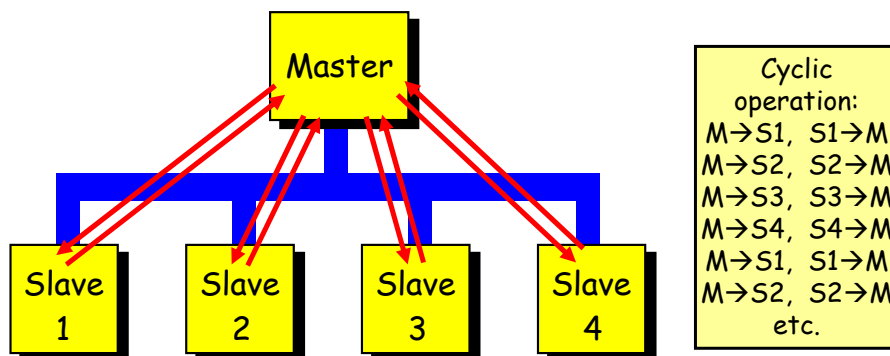 Master
Slave
1
Slave
2
Slave
3
Slave
4
Cyclic
operation:
M→S1, S1→M
M→S2, S2→M
M→S3, S3→M
M→S4, S4→M
M→S1, S1→M
M→S2, S2→M
etc.